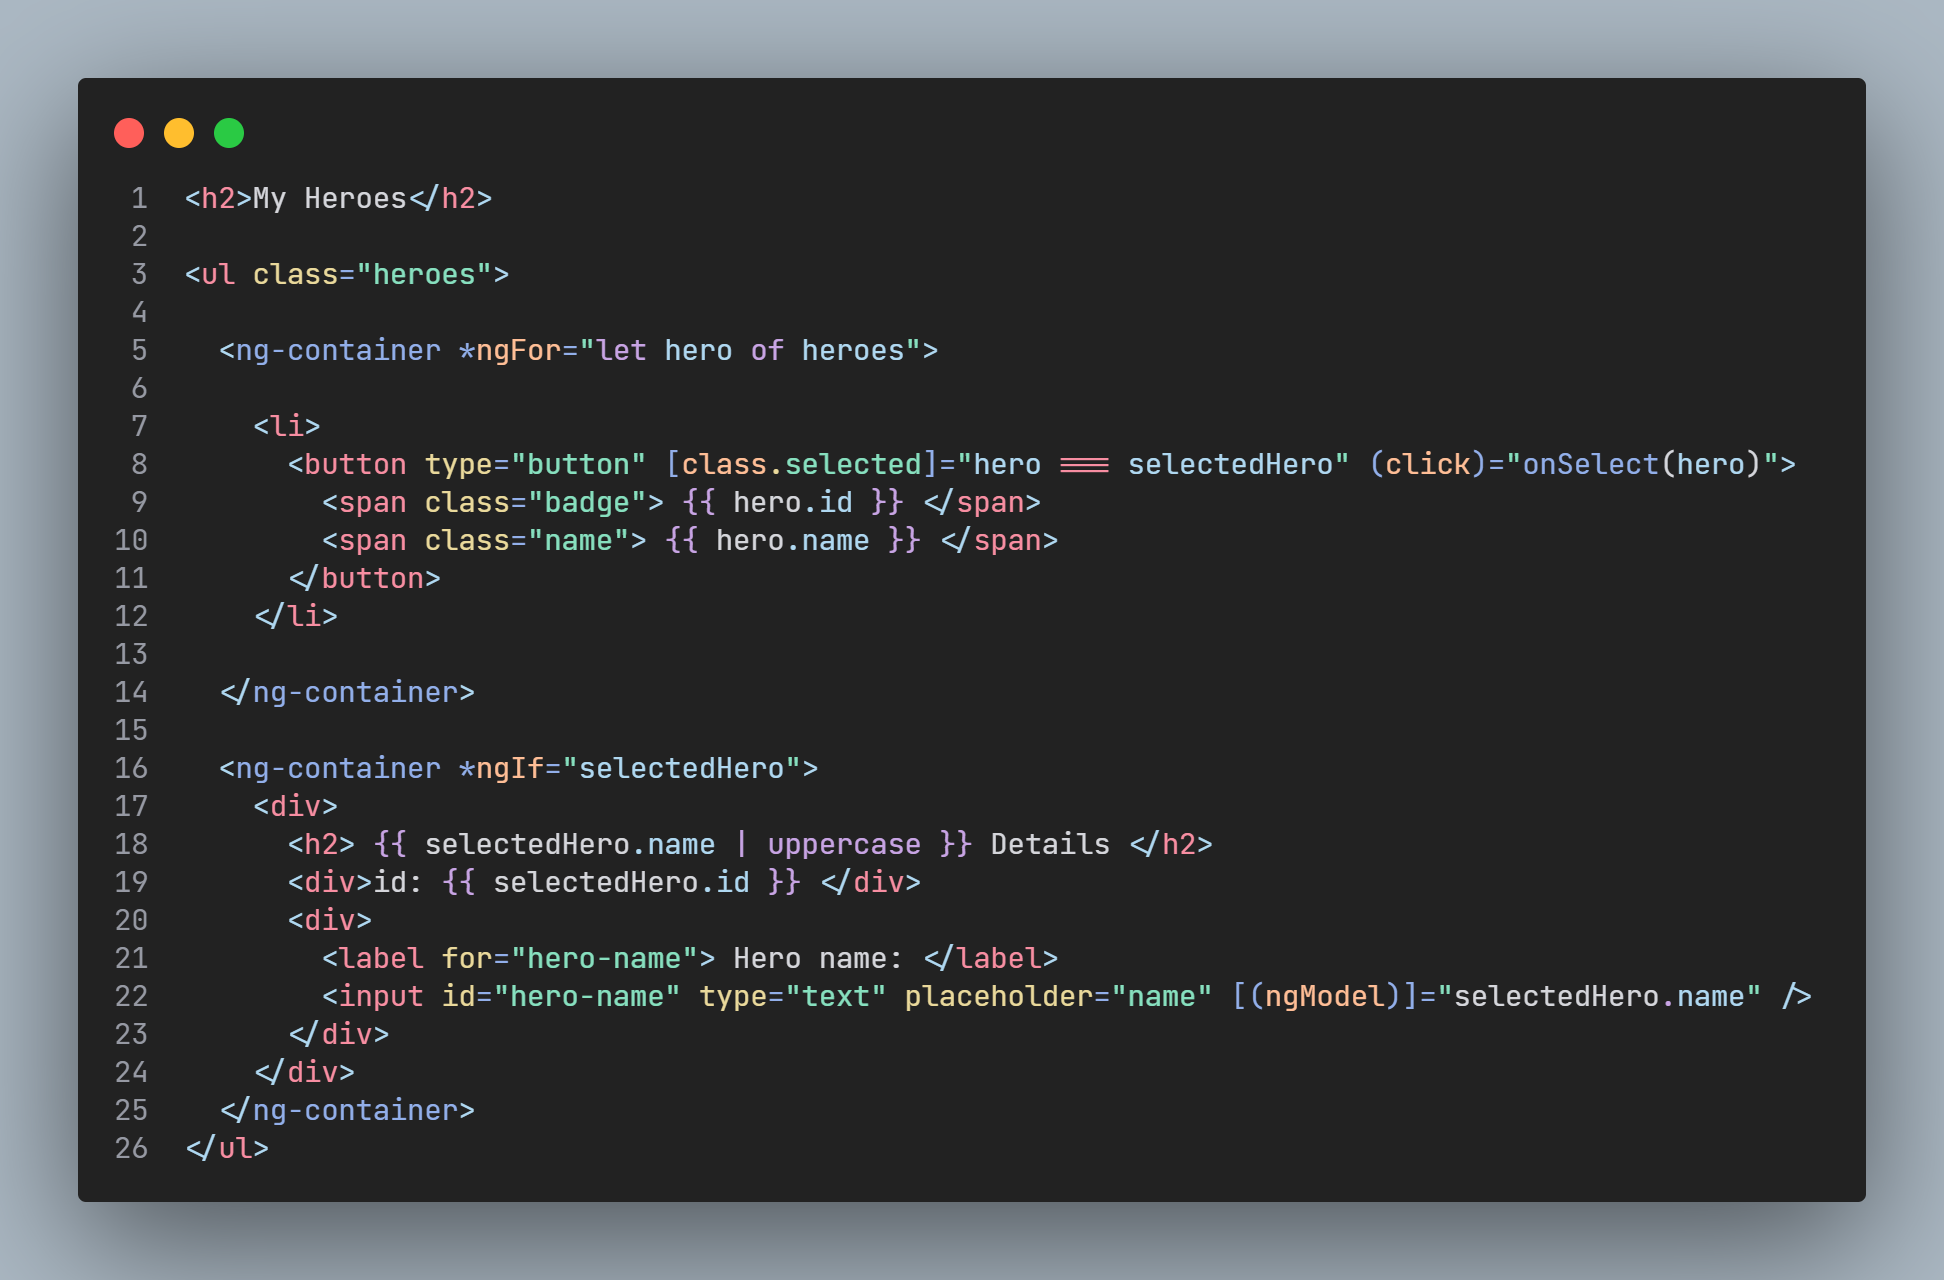 1 <h2>My Heroes</h2>
2
3 <ul class="heroes">
4
5   <ng-container *ngFor="let hero of heroes">
6
7     <li>
8       <button type="button" [class.selected]="hero === selectedHero" (click)="onSelect(hero)">
9         <span class="badge"> {{ hero.id }} </span>
10         <span class="name"> {{ hero.name }} </span>
11       </button>
12     </li>
13
14   </ng-container>
15
16   <ng-container *ngIf="selectedHero">
17     <div>
18       <h2> {{ selectedHero.name | uppercase }} Details </h2>
19       <div>id: {{ selectedHero.id }} </div>
20       <div>
21         <label for="hero-name"> Hero name: </label>
22         <input id="hero-name" type="text" placeholder="name" [(ngModel)]="selectedHero.name" />
23       </div>
24     </div>
25   </ng-container>
26 </ul>